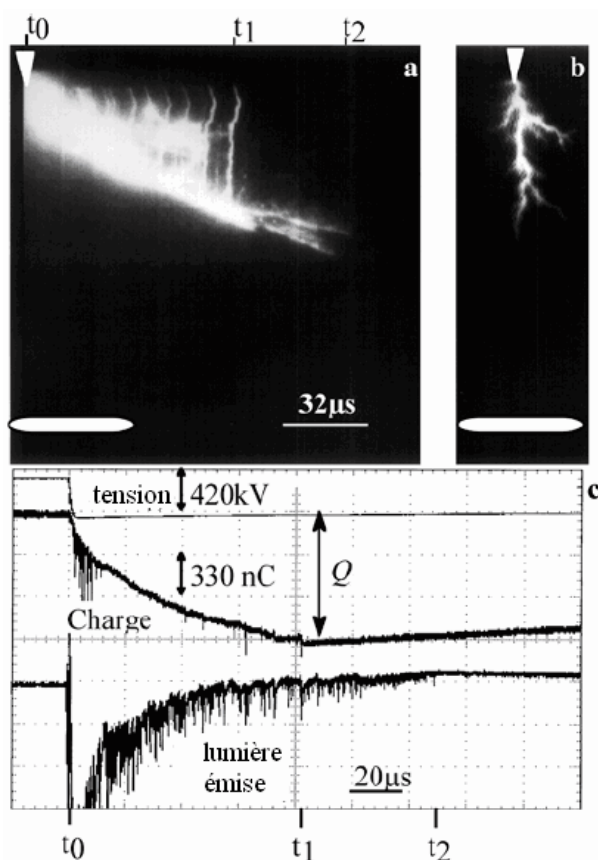 t0 t1 t2
a
b
32µs
c
tension 420kV
330 nC
Q
Charge
lumière
émise
20µs
t0 t1 t2